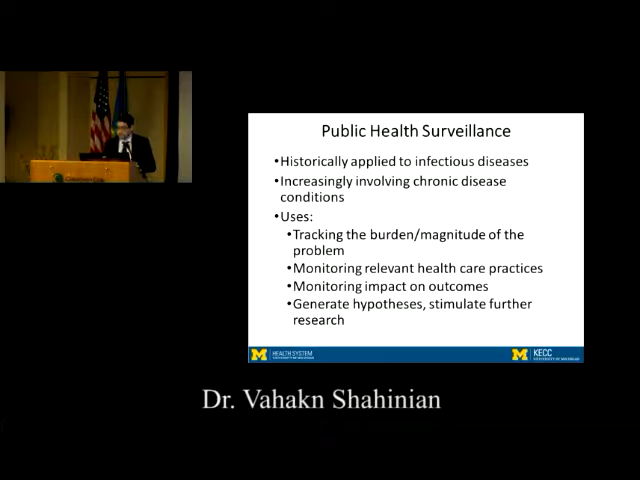 Public Health Surveillance
•Historically applied to infectious diseases
•Increasingly involving chronic disease
conditions
•Uses:
•Tracking the burden/magnitude of the
problem
•Monitoring relevant health care practices
•Monitoring impact on outcomes
•Generate hypotheses, stimulate further
research
M HEALTH SYSTEM
M KECC
Dr. Vahakn Shahinian